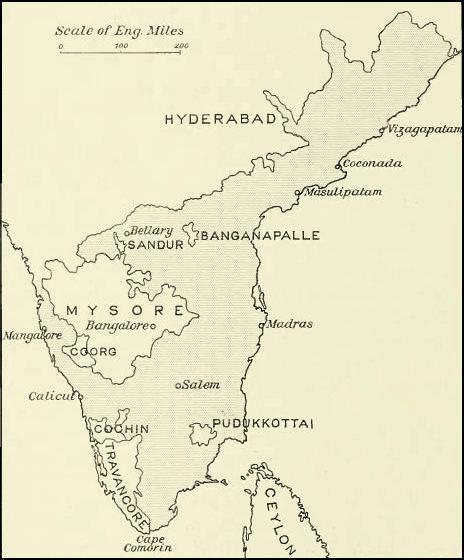 Scale of Eng. Miles
0 100 200
HYDERABAD
Vizagapatam
Coconada
Masulipatam
Bellary
SANDUR
BANGANAPALLE
MYSORE
Bangalore
Madras
Mangalore
COORG
Salem
Calicut
COCHIN
PUDUKKOTTAI
TRAVANCORE
CEYLON
Cape
Comorin